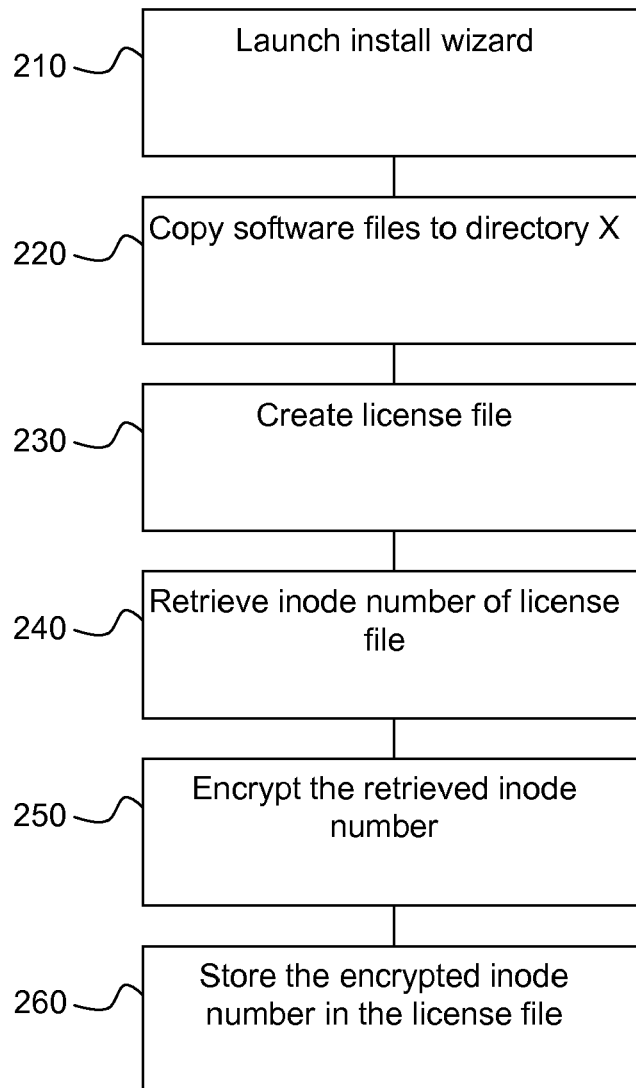 Launch install wizard
210
Copy software files to directory X
220
Create license file
230
Retrieve inode number of license
file
240
Encrypt the retrieved inode
number
250
Store the encrypted inode
number in the license file
260